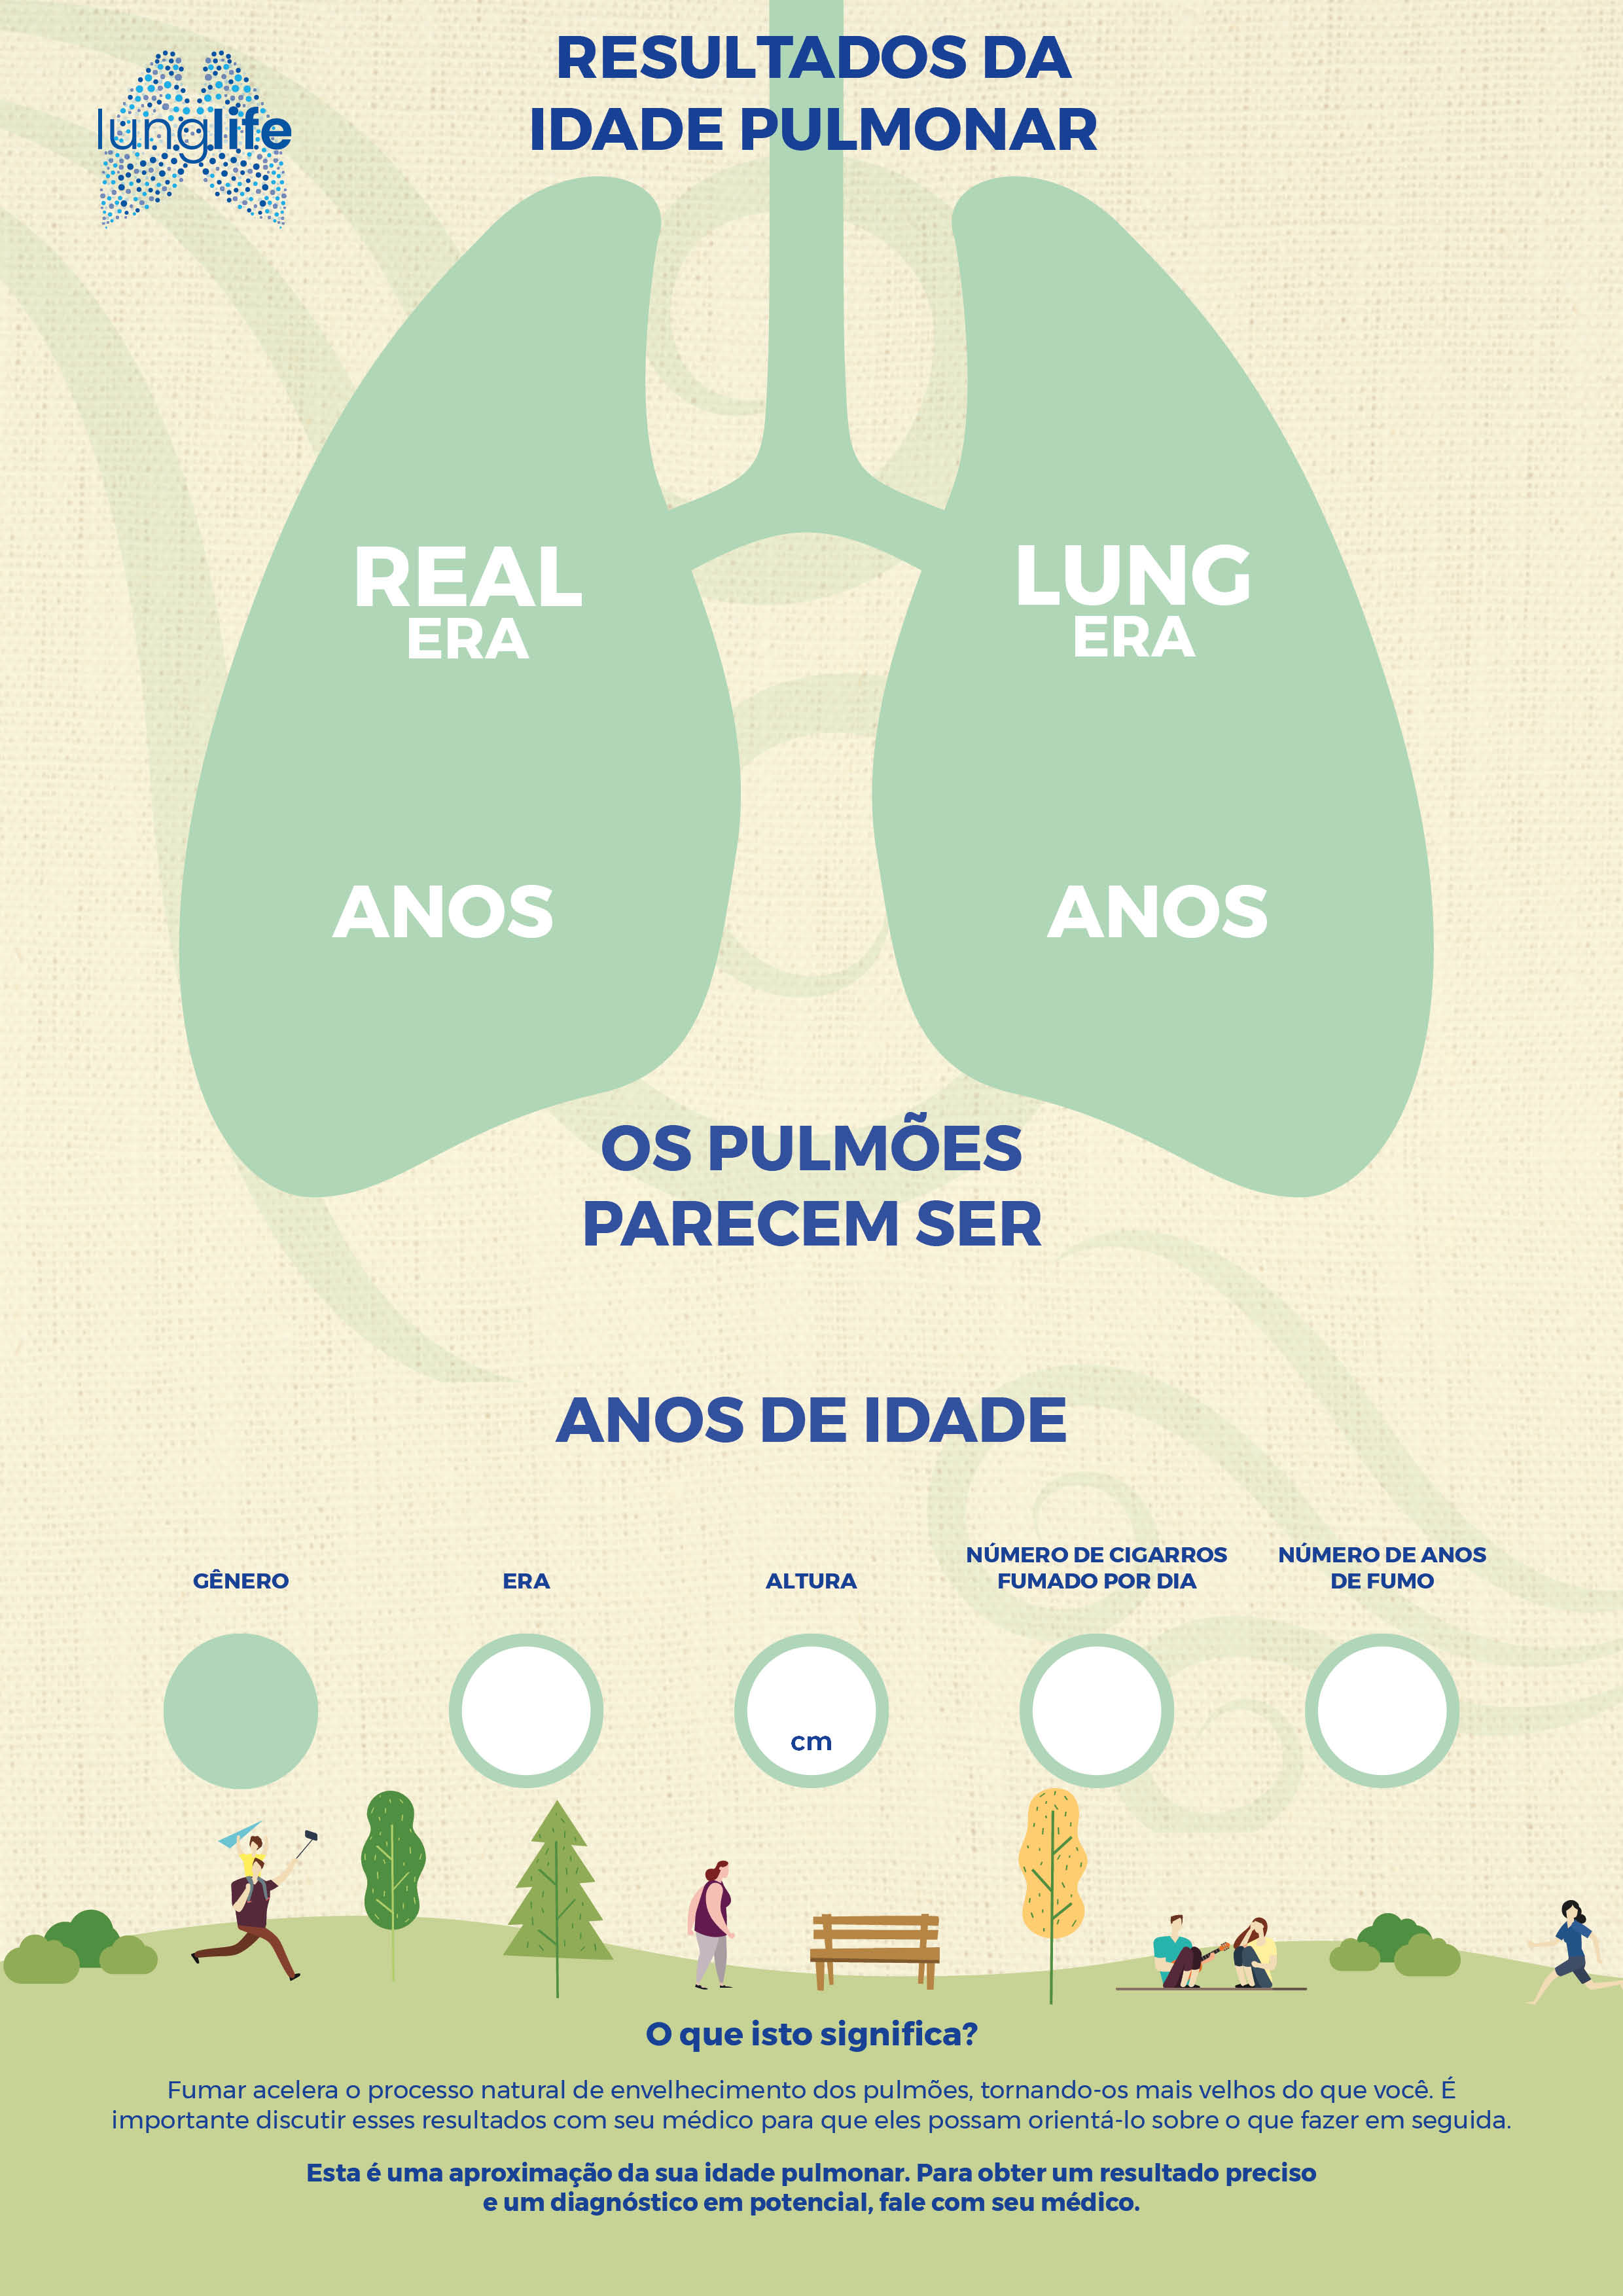 lunglife
RESULTADOS DA
IDADE PULMONAR
REAL
ERA
LUNG
ERA
ANOS
ANOS
OS PULMÕES
PARECEM SER
ANOS DE IDADE
GÊNERO
ERA
ALTURA
NÚMERO DE CIGARROS
FUMADO POR DIA
NÚMERO DE ANOS
DE FUMO
cm
O que isto significa?
Fumar acelera o processo natural de envelhecimento dos pulmões, tornando-os mais velhos do que você. É
importante discutir esses resultados com seu médico para que eles possam orientá-lo sobre o que fazer em seguida.
Esta é uma aproximação da sua idade pulmonar. Para obter um resultado preciso
e um diagnóstico em potencial, fale com seu médico.